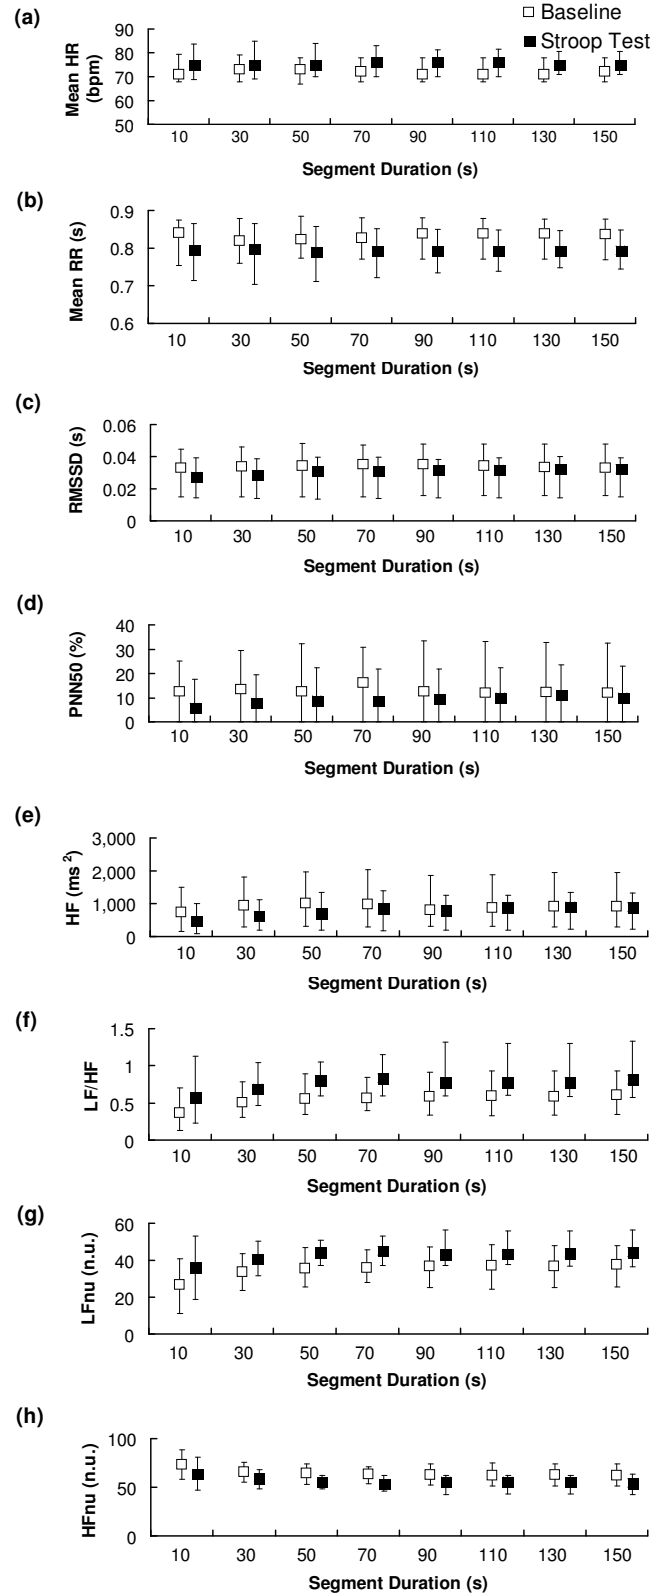 (a)
Baseline
Stroop Test
Mean HR
(bpm)
90
80
70
60
50
10 30 50 70 90 110 130 150
Segment Duration (s)
(b)
Mean RR (s)
0.9
0.8
0.7
0.6
10 30 50 70 90 110 130 150
Segment Duration (s)
(c)
RMSSD (s)
0.06
0.04
0.02
0
10 30 50 70 90 110 130 150
Segment Duration (s)
(d)
PNN50 (%)
40
30
20
10
0
10 30 50 70 90 110 130 150
Segment Duration (s)
(e)
HF (ms ²)
3,000
2,000
1,000
0
10 30 50 70 90 110 130 150
Segment Duration (s)
(f)
LF/HF
1.5
1
0.5
0
10 30 50 70 90 110 130 150
Segment Duration (s)
(g)
LFnu (n.u.)
60
40
20
0
10 30 50 70 90 110 130 150
Segment Duration (s)
(h)
HFnu (n.u.)
100
50
0
10 30 50 70 90 110 130 150
Segment Duration (s)